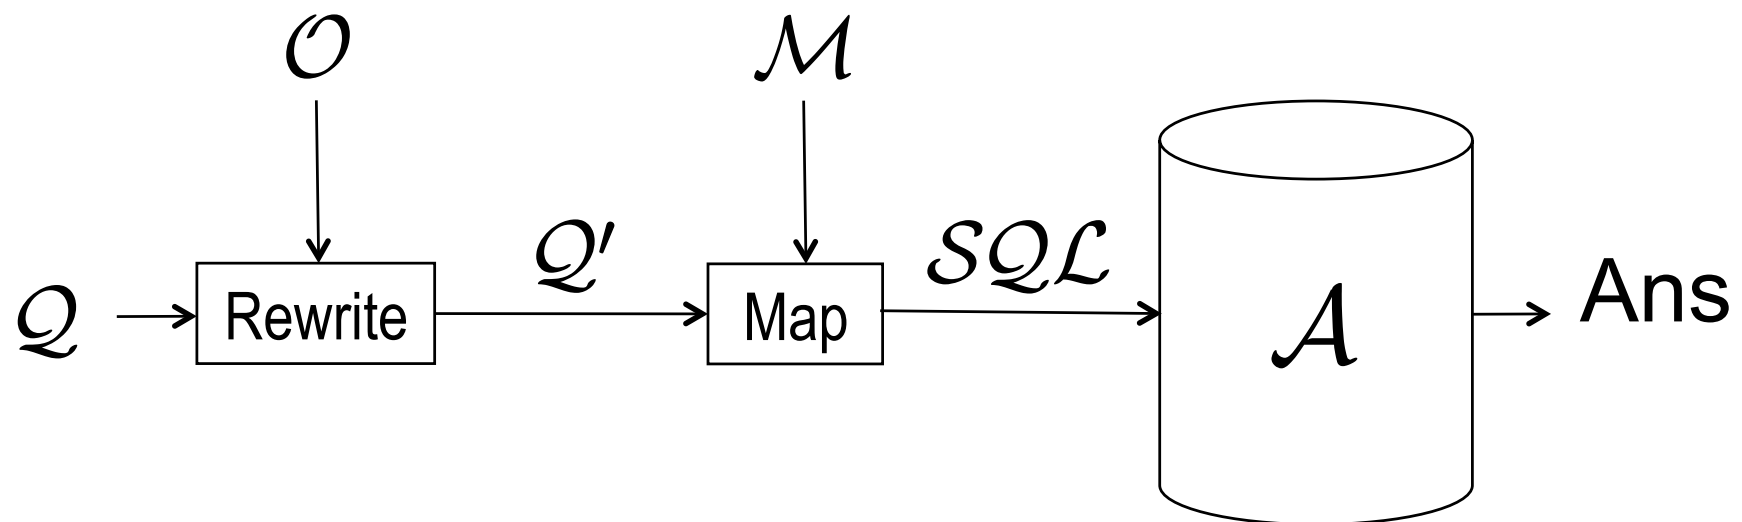 𝒪
ℳ
𝒬
Rewrite
𝒬′
Map
𝒮𝒬ℒ
𝒜
Ans